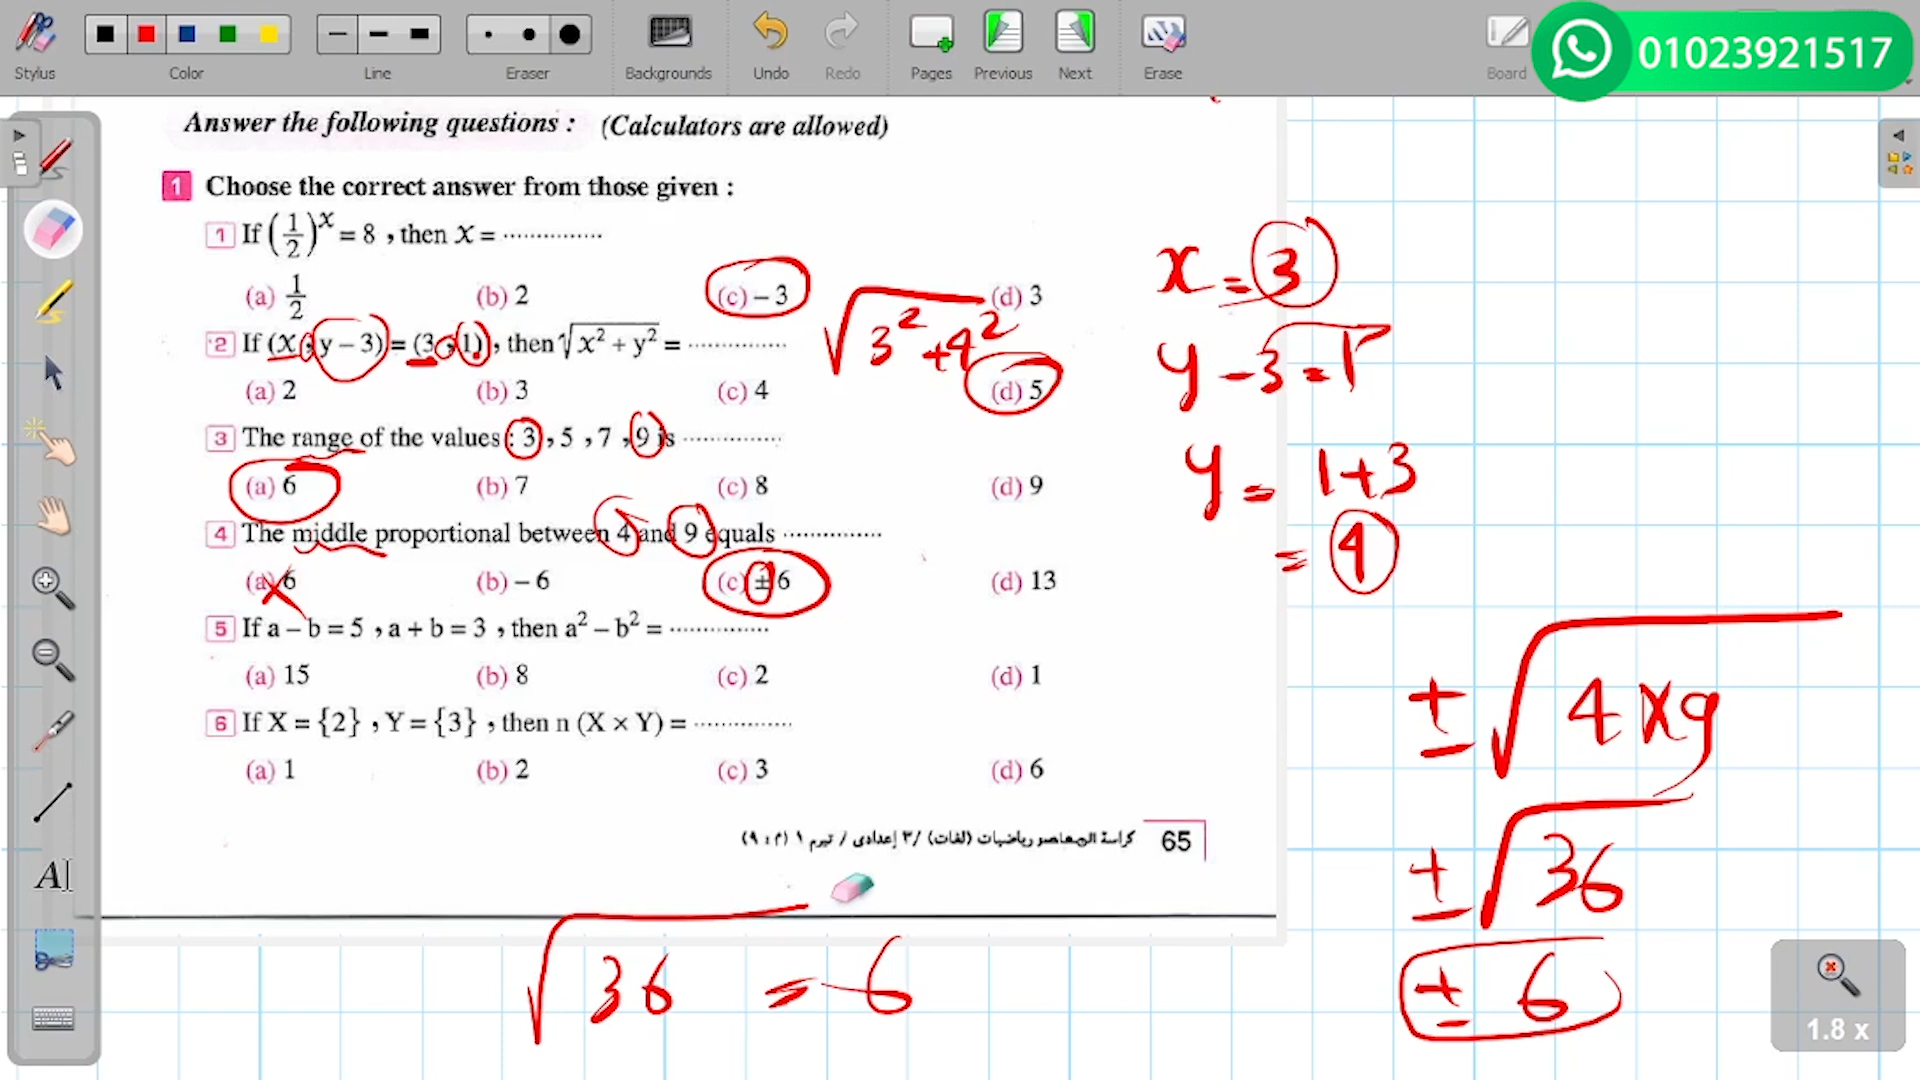 Stylus Color Line Eraser Backgrounds Undo Redo Pages Previous Next Erase Board
01023921517
Answer the following questions : (Calculators are allowed)
1 Choose the correct answer from those given :
1 If (1/2)^x = 8 , then x = ...............
(a) 1/2 (b) 2 (c) – 3 (d) 3
2 If (x , y – 3) = (3 , 1) , then √(x² + y²) = ...............
(a) 2 (b) 3 (c) 4 (d) 5
3 The range of the values : 3 , 5 , 7 , 9 is ...............
(a) 6 (b) 7 (c) 8 (d) 9
4 The middle proportional between 4 and 9 equals ...............
(a) 6 (b) – 6 (c) ± 6 (d) 13
5 If a – b = 5 , a + b = 3 , then a² – b² = ...............
(a) 15 (b) 8 (c) 2 (d) 1
6 If X = {2} , Y = {3} , then n (X × Y) = ...............
(a) 1 (b) 2 (c) 3 (d) 6
كراسة المعاصر رياضيات (لغات) /٣ إعدادى / تيرم ١ (م : ٩) 65
√(3² + 4²)
x = 3
y – 3 = 1
y = 1 + 3
= 4
± √(4 x 9)
± √36
± 6
√36 = 6
A
1.8 x